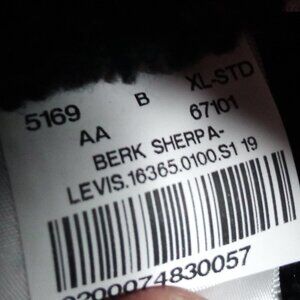 5169 B XL-STD
AA 67101
BERK SHERPA-
LEVIS.16365.0100.S1 19
0200074830057